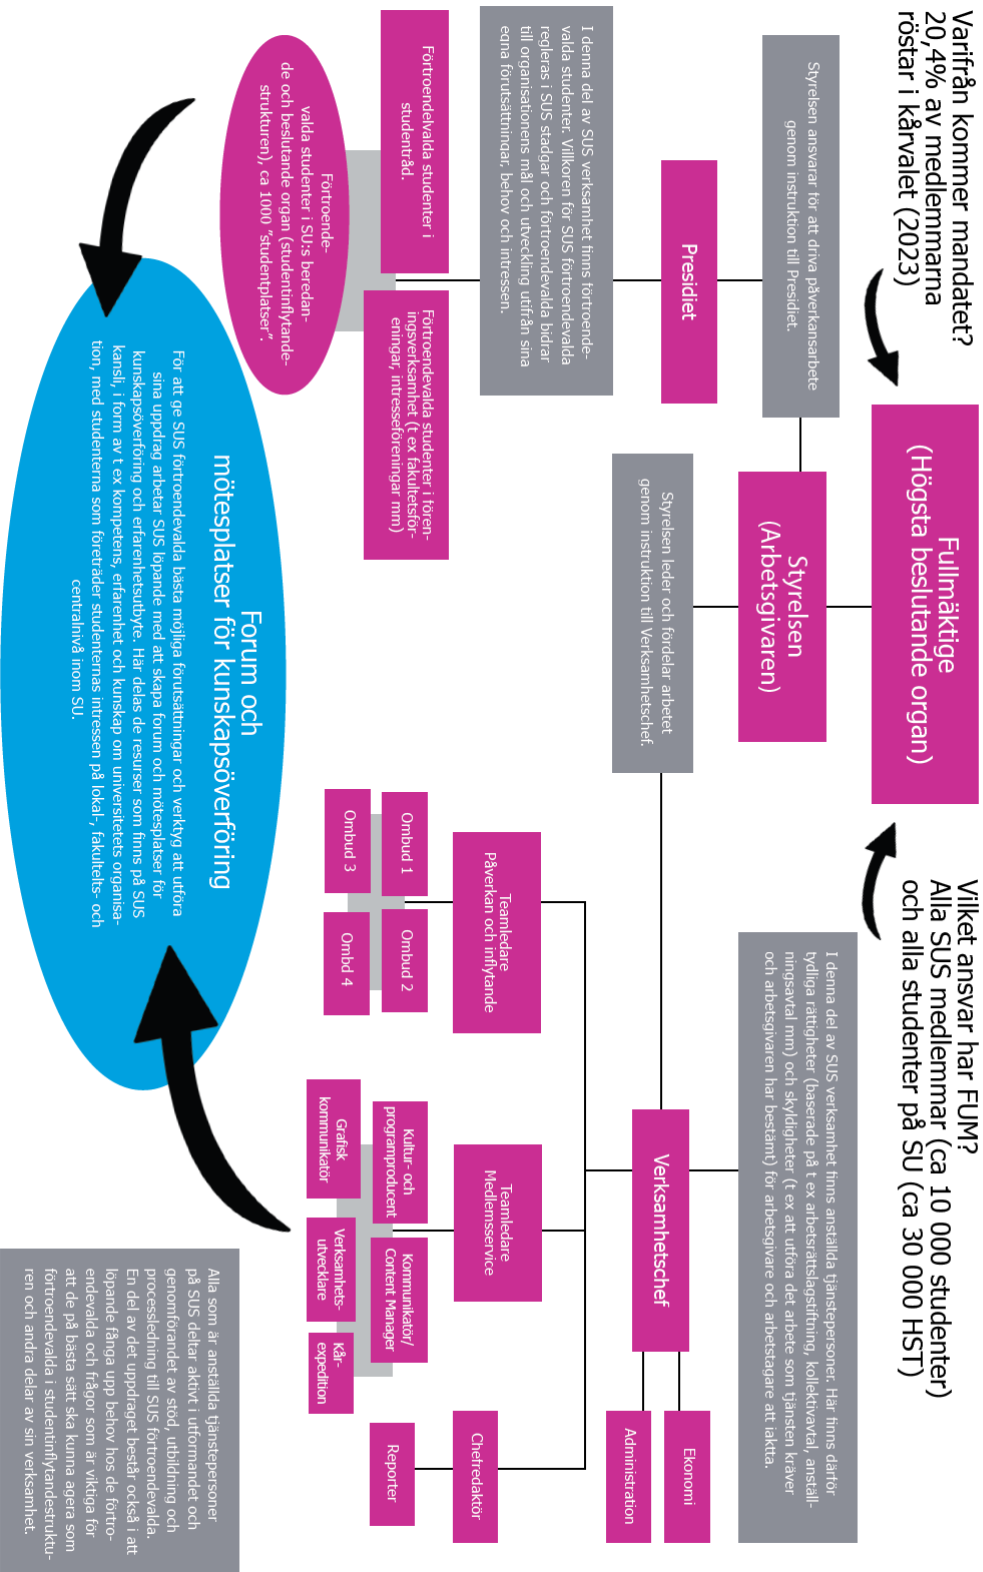 Varifrån kommer mandatet?
20,4% av medlemmarna
röstar i kårvalet (2023)
Fullmäktige
(Högsta beslutande organ)
Vilket ansvar har FUM?
Alla SUS medlemmar (ca 10 000 studenter)
och alla studenter på SU (ca 30 000 HST)
Styrelsen ansvarar för att driva påverkansarbete
genom instruktion till Presidiet.
Styrelsen
(Arbetsgivaren)
I denna del av SUS verksamhet finns anställda tjänstepersoner. Här finns därför
tydliga rättigheter (baserade på t ex arbetsrättslagstiftning, kollektivavtal, anställ-
ningsavtal mm) och skyldigheter (t ex att utföra det arbete som tjänsten kräver
och arbetsgivaren har bestämt) för arbetsgivare och arbetstagare att iaktta.
Presidiet
Styrelsen leder och fördelar arbetet
genom instruktion till Verksamhetschef.
Verksamhetschef
Ekonomi
Administration
I denna del av SUS verksamhet finns förtroende-
valda studenter. Villkoren för SUS förtroendevalda
regleras i SUS stadgar och förtroendevalda bidrar
till organisationens mål och utveckling utifrån sina
egna förutsättningar, behov och intressen.
Förtroendelvalda studenter i
studentråd.
Förtroendevalda studenter i fören-
ingsverksamhet (t ex fakultetsför-
eningar, intresseföreningar mm)
Förtroende-
valda studenter i SU:s beredan-
de och beslutande organ (studentinflytande-
strukturen), ca 1000 "studentplatser".
Teamledare
Påverkan och inflytande
Ombud 1
Ombud 2
Ombud 3
Ombd 4
Teamledare
Medlemsservice
Kultur- och
programproducent
Kommunikatör/
Content Manager
Grafisk
kommunikatör
Verksamhets-
utvecklare
Kår-
expedition
Chefredaktör
Reporter
Forum och
mötesplatser för kunskapsöverföring
För att ge SUS förtroendevalda bästa möjliga förutsättningar och verktyg att utföra
sina uppdrag arbetar SUS löpande med att skapa forum och mötesplatser för
kunskapsöverföring och erfarenhetsutbyte. Här delas de resurser som finns på SUS
kansli, i form av t ex kompetens, erfarenhet och kunskap om universitetets organisa-
tion, med studenterna som företräder studenternas intressen på lokal-, fakultelts- och
centralnivå inom SU.
Alla som är anställda tjänstepersoner
på SUS deltar aktivt i utformandet och
genomförandet av stöd, utbildning och
processledning till SUS förtroendevalda.
En del av det uppdraget består också i att
löpande fånga upp behov hos de förtro-
endevalda och frågor som är viktiga för
att de på bästa sätt ska kunna agera som
förtroendevalda i studentinflytandestruktu-
ren och andra delar av sin verksamhet.